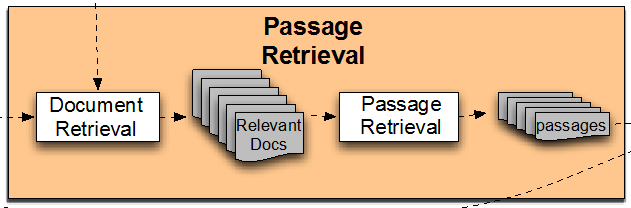 Passage
Retrieval
Document
Retrieval
Relevant
Docs
Passage
Retrieval
passages